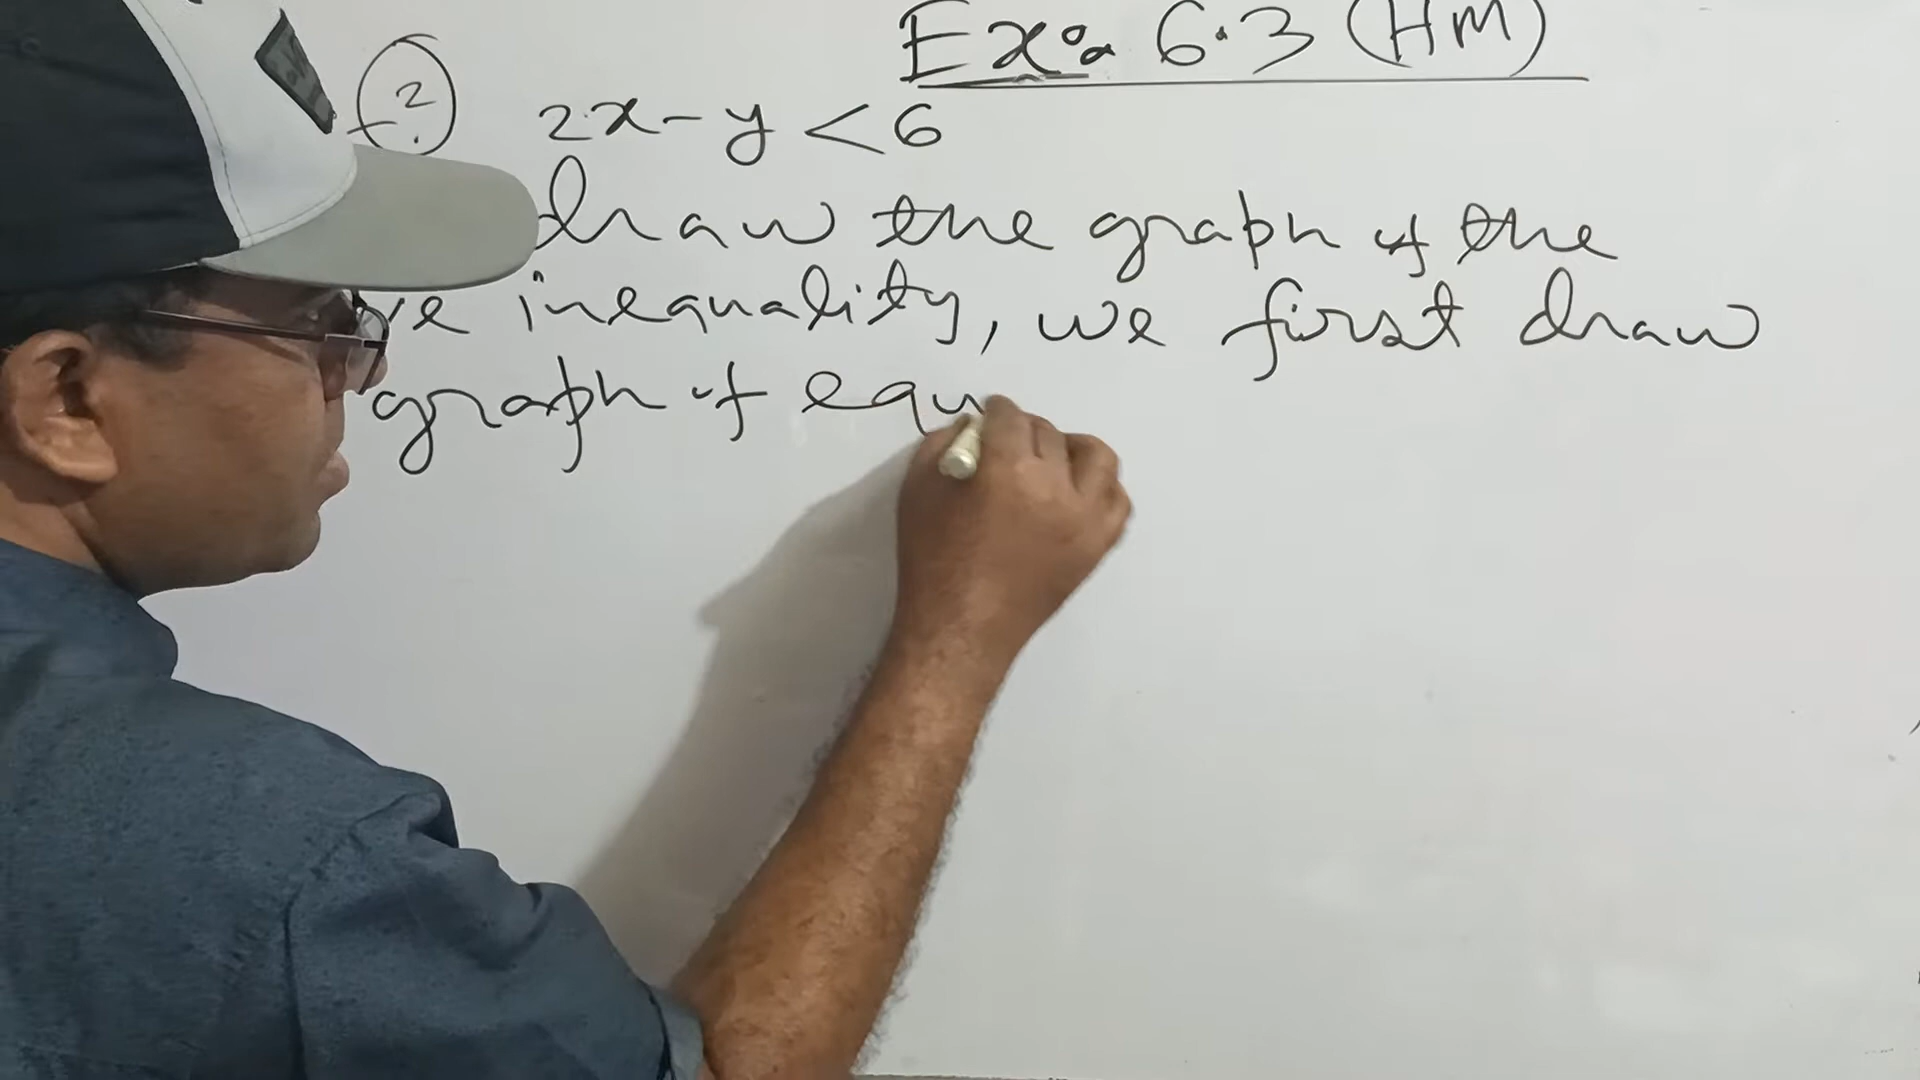 Ex: 6.3 (HM)
2 2x - y < 6
draw the graph of the
inequality, we first draw
graph of equ